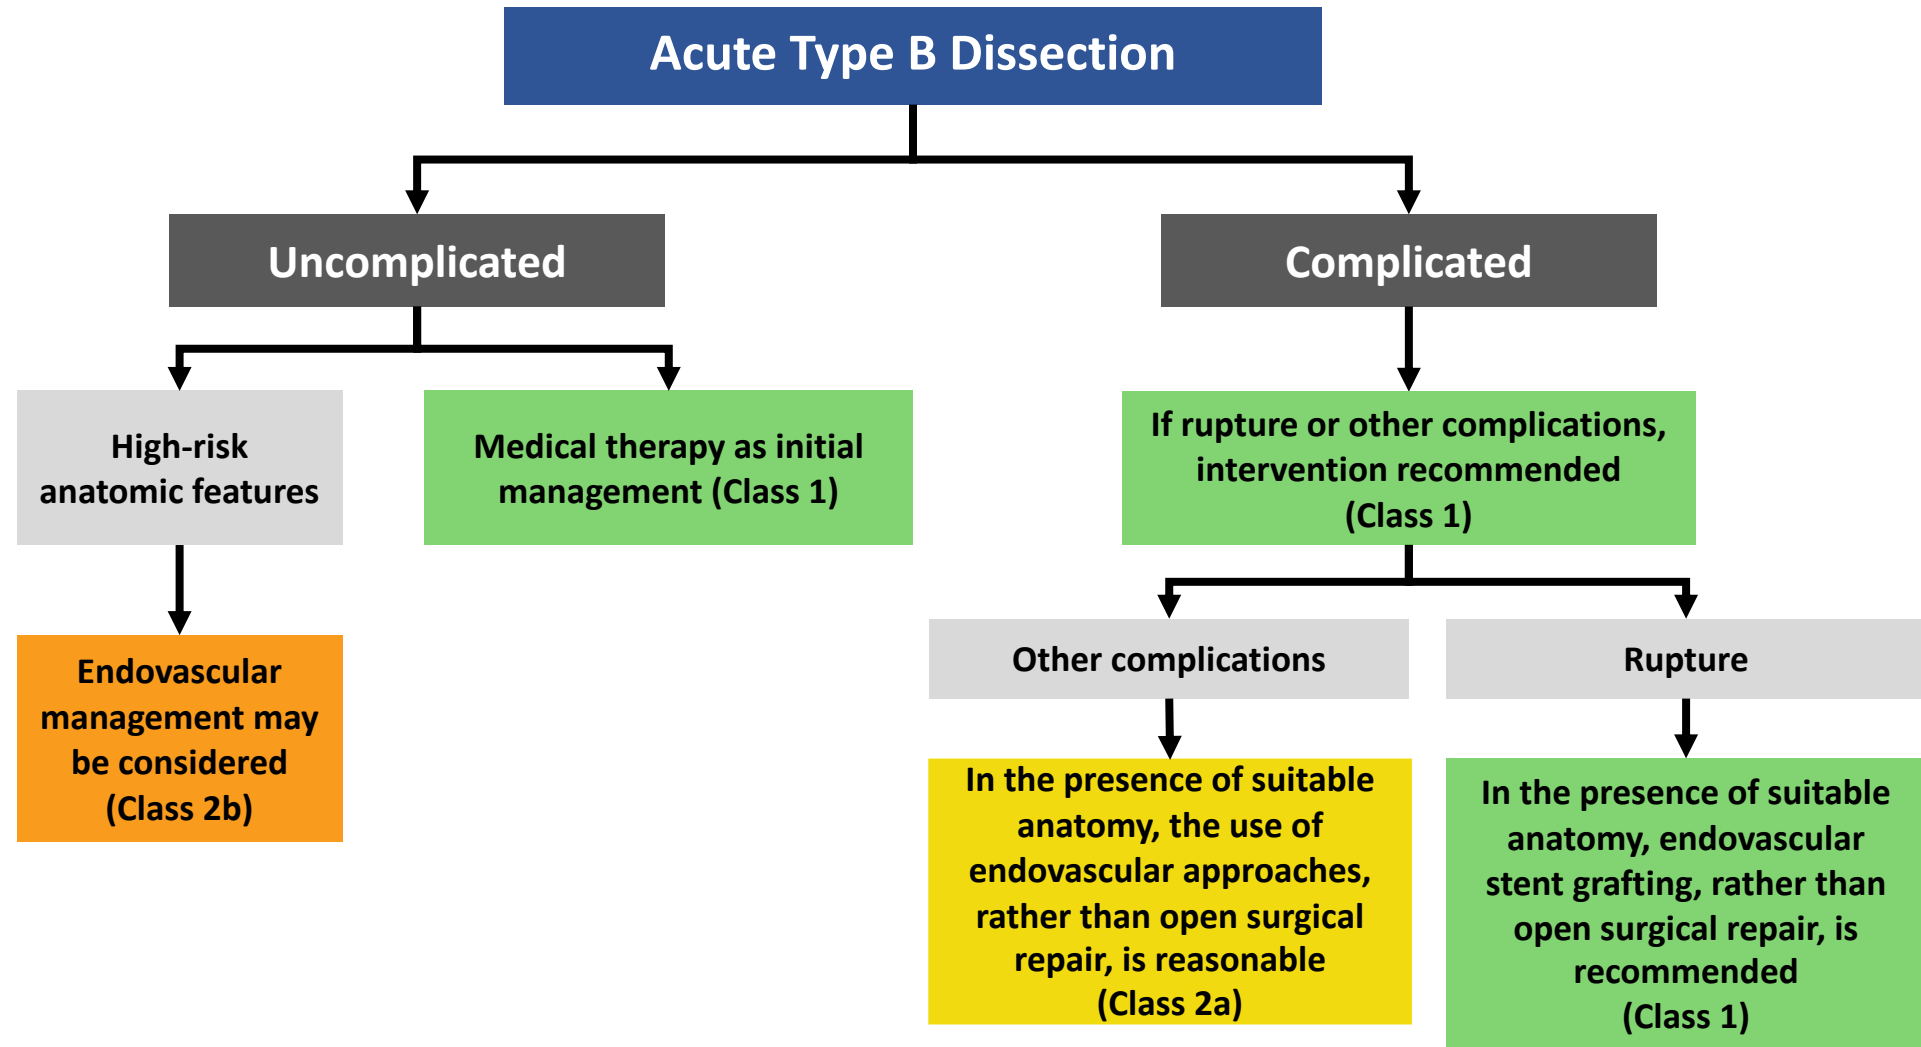 Acute Type B Dissection
Uncomplicated
Complicated
High-risk
anatomic features
Medical therapy as initial
management (Class 1)
If rupture or other complications,
intervention recommended
(Class 1)
Endovascular
management may
be considered
(Class 2b)
Other complications
Rupture
In the presence of suitable
anatomy, the use of
endovascular approaches,
rather than open surgical
repair, is reasonable
(Class 2a)
In the presence of suitable
anatomy, endovascular
stent grafting, rather than
open surgical repair, is
recommended
(Class 1)